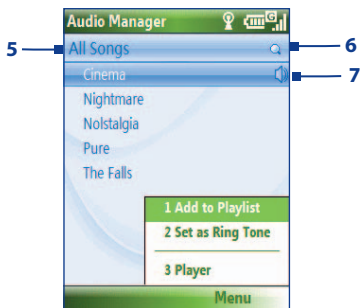 Audio Manager G
5 All Songs 6
Cinema 7
Nightmare
Nolstalgia
Pure
The Falls
1 Add to Playlist
2 Set as Ring Tone
3 Player
Menu